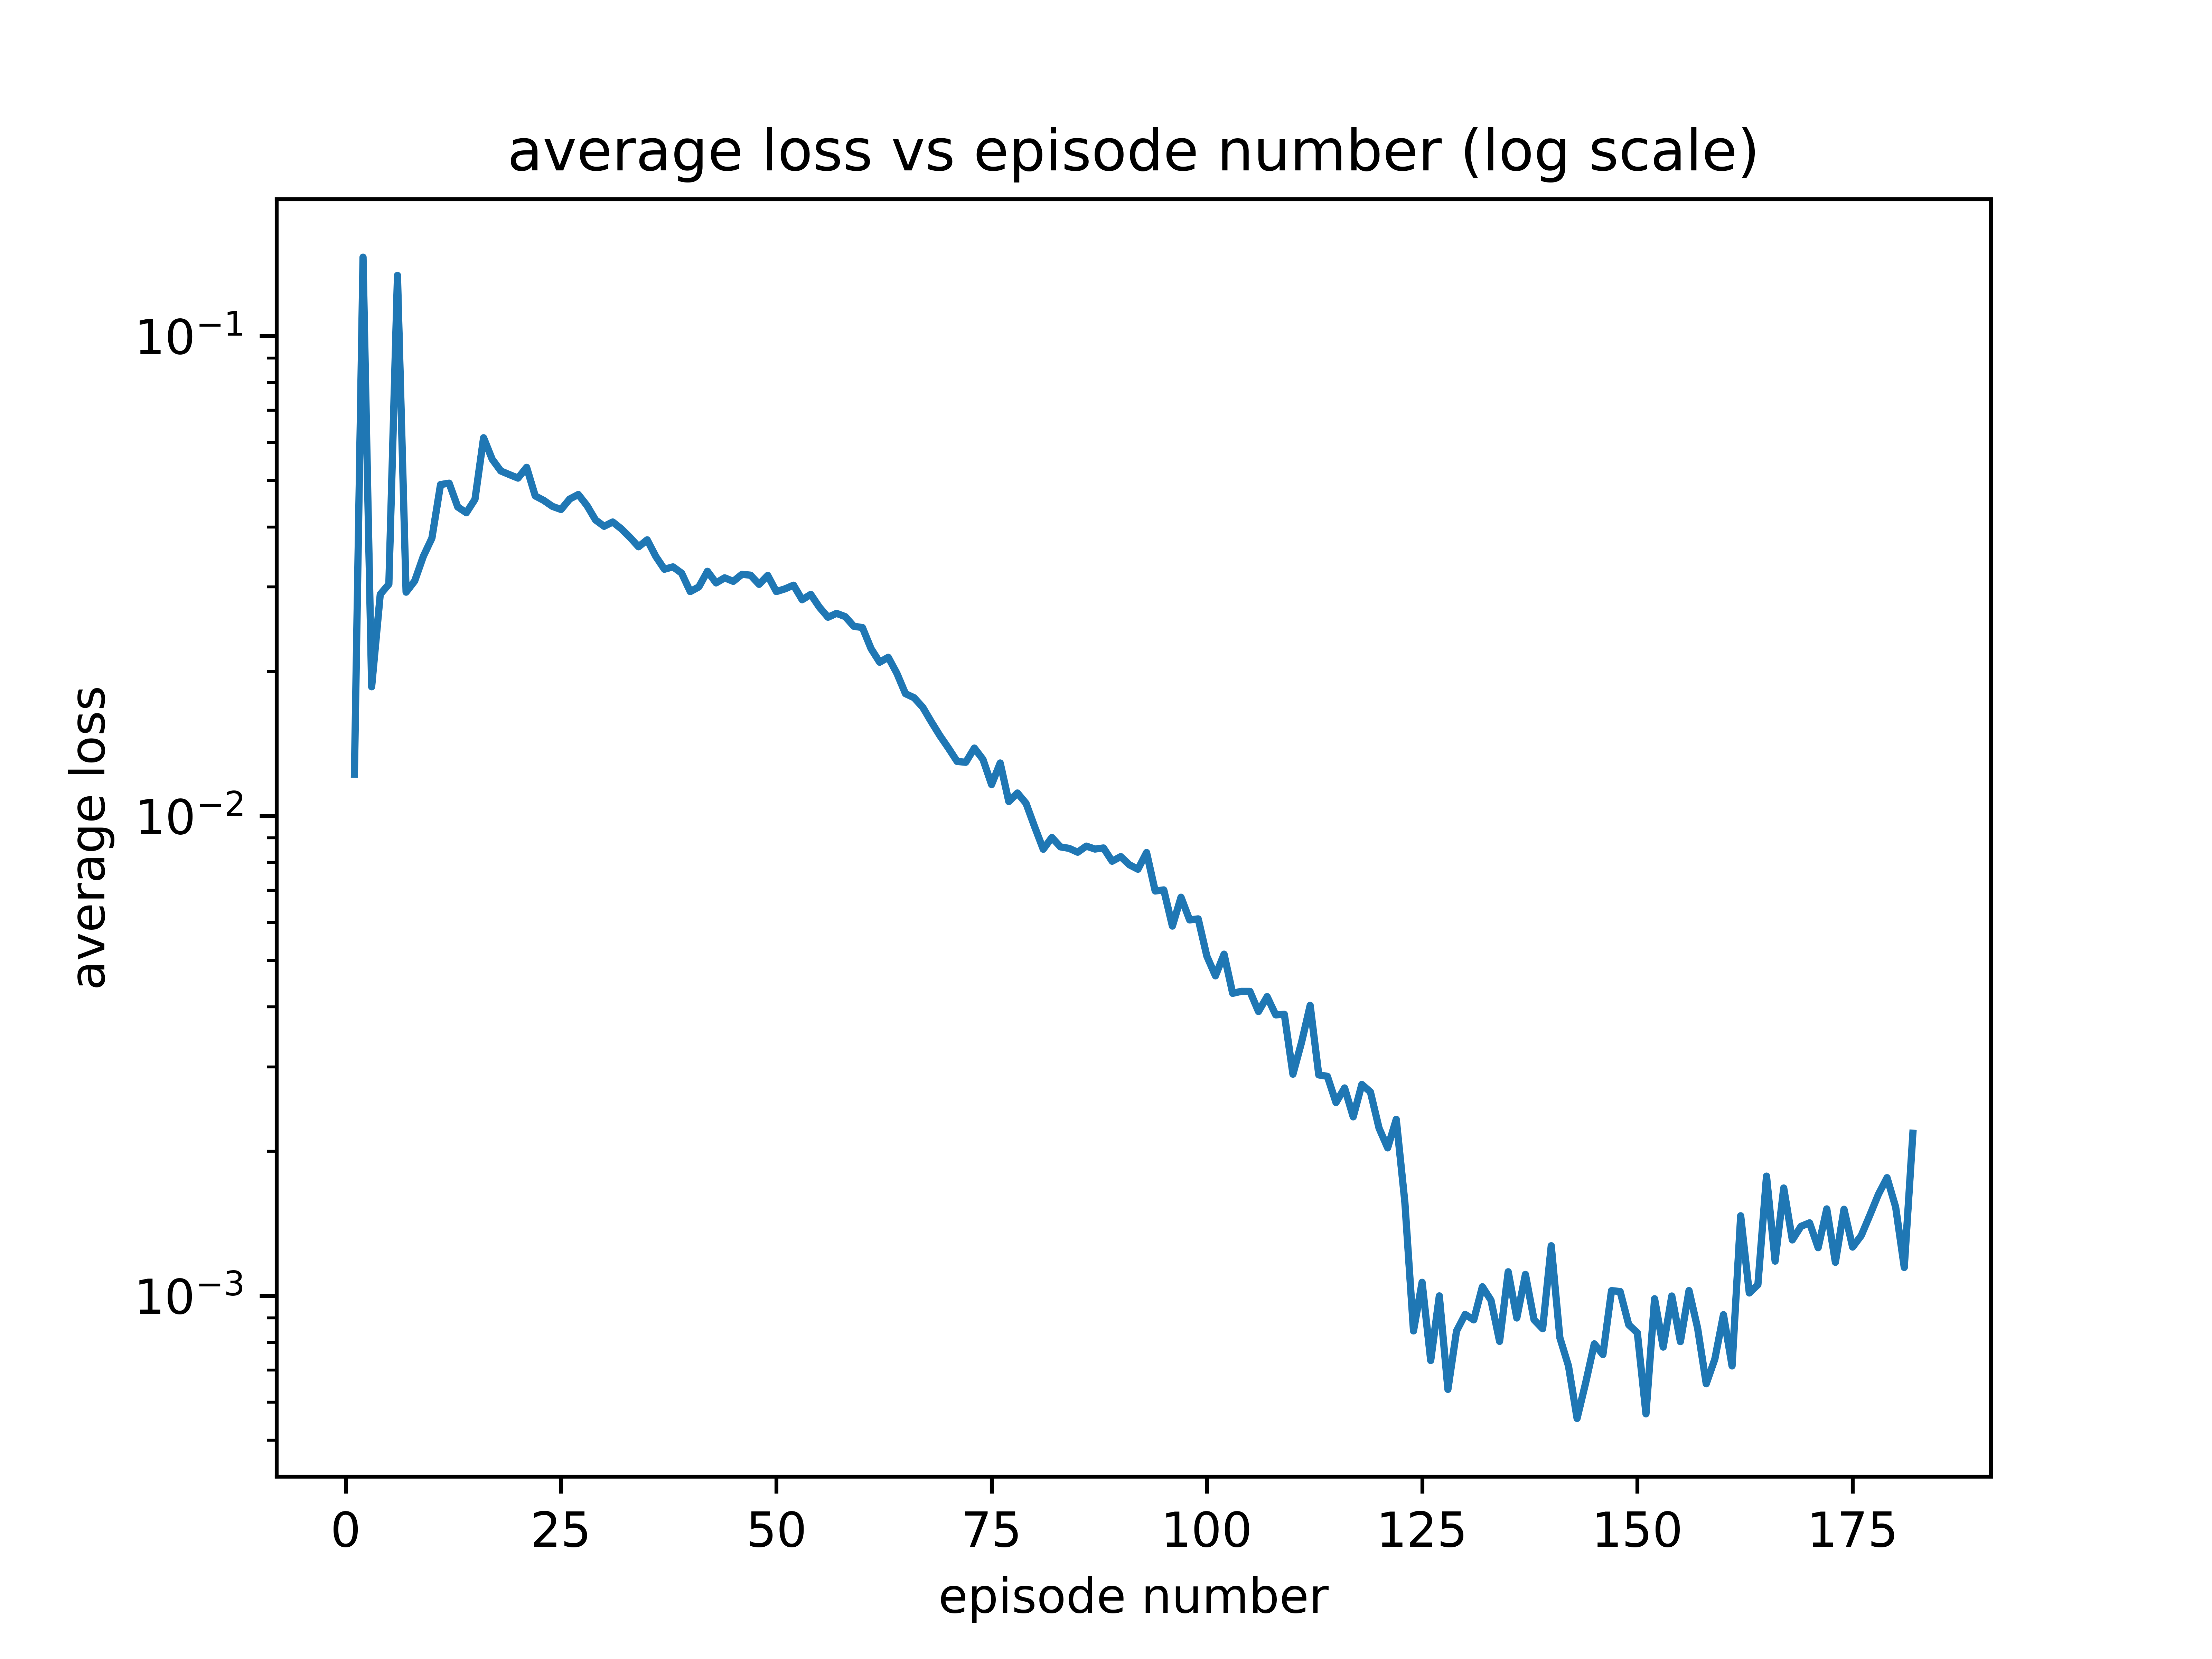 average loss vs episode number (log scale)
average loss
10⁻¹
10⁻²
10⁻³
0 25 50 75 100 125 150 175
episode number